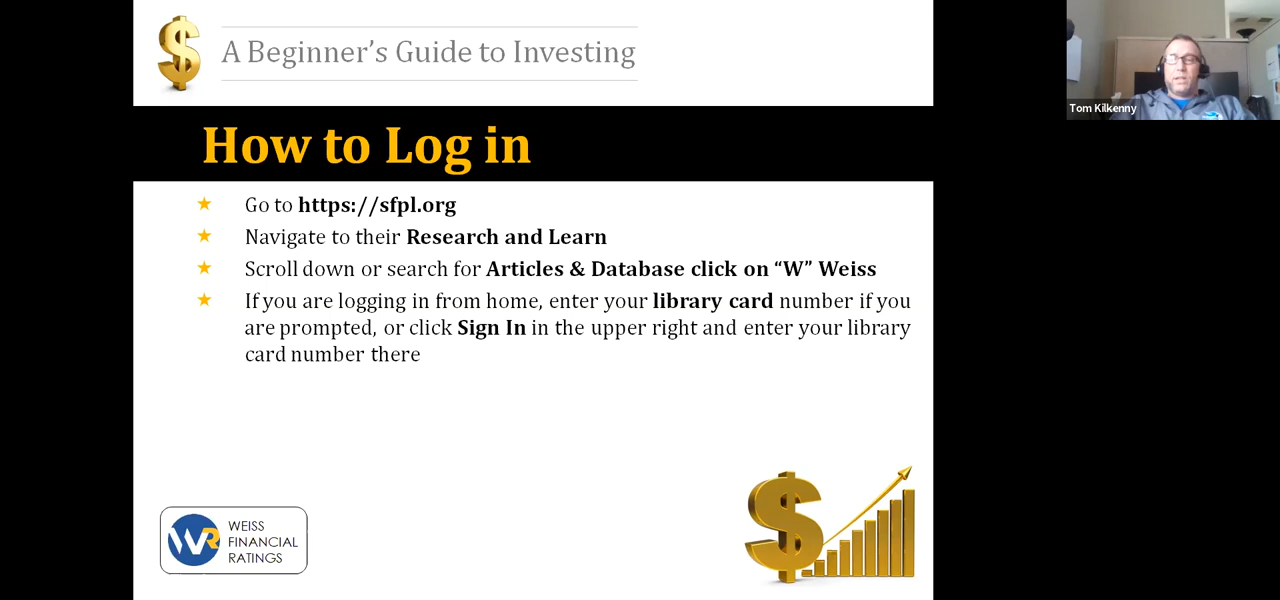 A Beginner’s Guide to Investing
Tom Kilkenny
How to Log in
Go to https://sfpl.org
Navigate to their Research and Learn
Scroll down or search for Articles & Database click on “W” Weiss
If you are logging in from home, enter your library card number if you
are prompted, or click Sign In in the upper right and enter your library
card number there
WR
WEISS
FINANCIAL
RATINGS